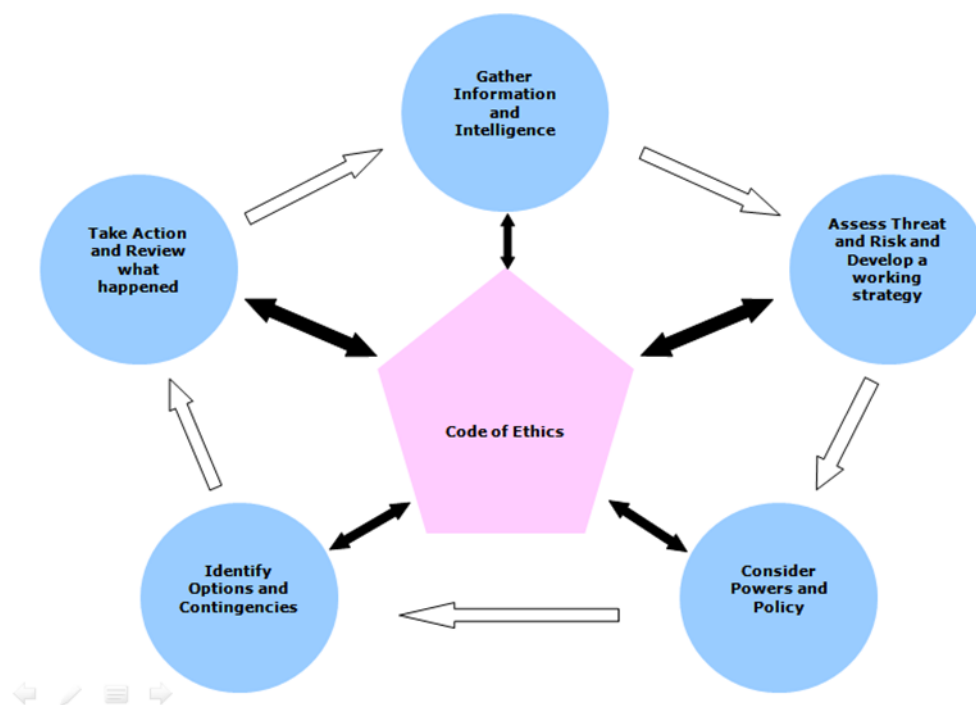 Gather
Information
and
Intelligence
Assess Threat
and Risk and
Develop a
working
strategy
Consider
Powers and
Policy
Identify
Options and
Contingencies
Take Action
and Review
what
happened
Code of Ethics